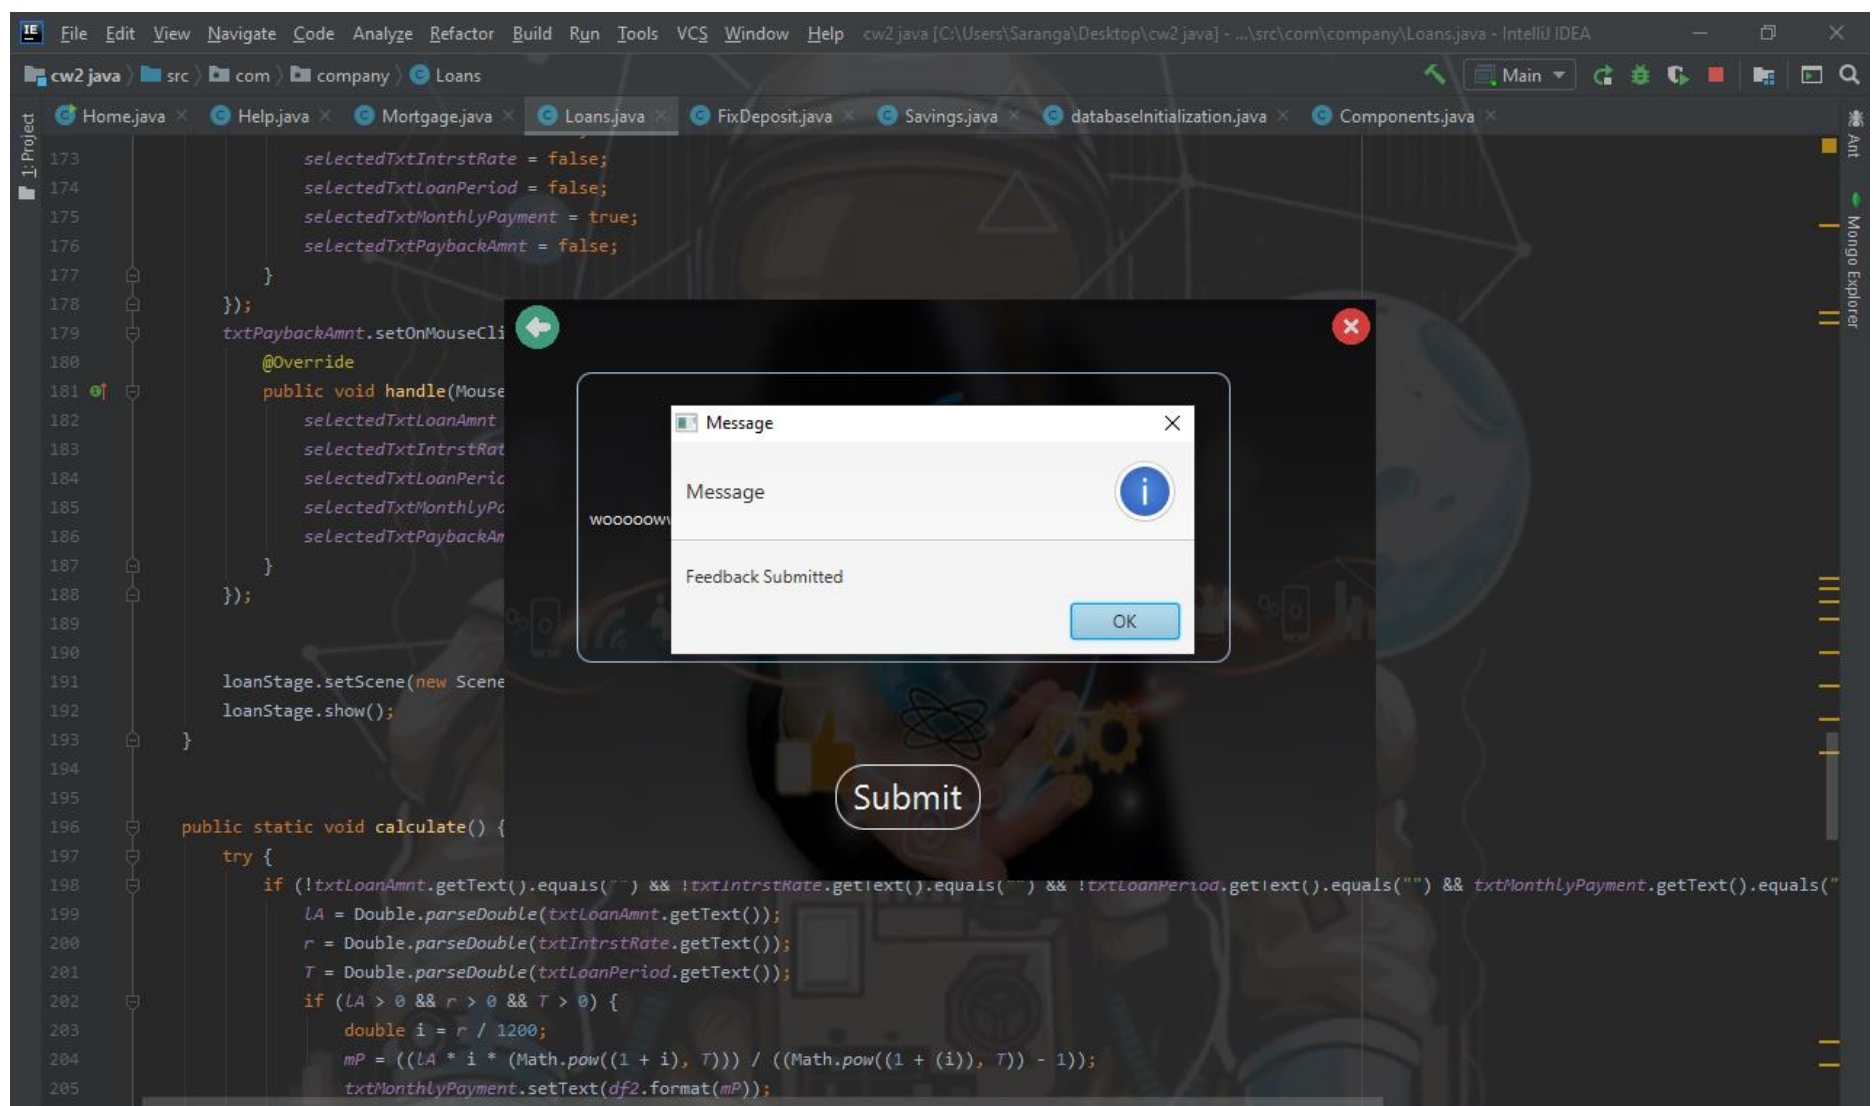 File Edit View Navigate Code Analyze Refactor Build Run Tools VCS Window Help cw2 java [C:\Users\Saranga\Desktop\cw2 java] - ...\src\com\company\Loans.java - IntelliJ IDEA
cw2 java src com company Loans Main
Home.java Help.java Mortgage.java Loans.java FixDeposit.java Savings.java databaseInitialization.java Components.java
1: Project
Ant
Mongo Explorer
173 selectedTxtIntrstRate = false;
174 selectedTxtLoanPeriod = false;
175 selectedTxtMonthlyPayment = true;
176 selectedTxtPaybackAmnt = false;
177 }
178 });
179 txtPaybackAmnt.setOnMouseCli
180 @Override
181 public void handle(Mouse
182 selectedTxtLoanAmnt
183 selectedTxtIntrstRat
184 selectedTxtLoanPerio
185 selectedTxtMonthlyPa
186 selectedTxtPaybackAm
187 }
188 });
189
190
191 loanStage.setScene(new Scene
192 loanStage.show();
193 }
194
195
196 public static void calculate() {
197 try {
198 if (!txtLoanAmnt.getText().equals("") && !txtIntrstRate.getText().equals("") && !txtLoanPeriod.getText().equals("") && txtMonthlyPayment.getText().equals("
199 lA = Double.parseDouble(txtLoanAmnt.getText());
200 r = Double.parseDouble(txtIntrstRate.getText());
201 T = Double.parseDouble(txtLoanPeriod.getText());
202 if (lA > 0 && r > 0 && T > 0) {
203 double i = r / 1200;
204 mP = ((lA * i * (Math.pow((1 + i), T))) / ((Math.pow((1 + (i)), T)) - 1));
205 txtMonthlyPayment.setText(df2.format(mP));
Message
Message
Feedback Submitted
OK
Submit